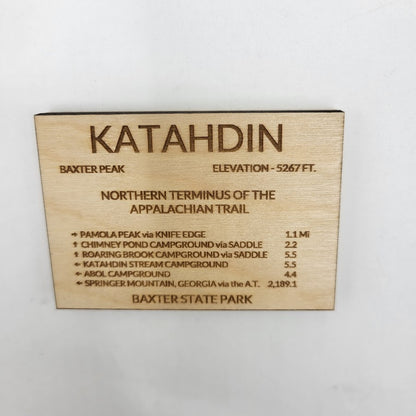 KATAHDIN
BAXTER PEAK ELEVATION - 5267 FT.
NORTHERN TERMINUS OF THE
APPALACHIAN TRAIL
→ PAMOLA PEAK via KNIFE EDGE 1.1 Mi
↑ CHIMNEY POND CAMPGROUND via SADDLE 2.2
↑ ROARING BROOK CAMPGROUND via SADDLE 5.5
← KATAHDIN STREAM CAMPGROUND 5.5
← ABOL CAMPGROUND 4.4
← SPRINGER MOUNTAIN, GEORGIA via the A.T. 2,189.1
BAXTER STATE PARK